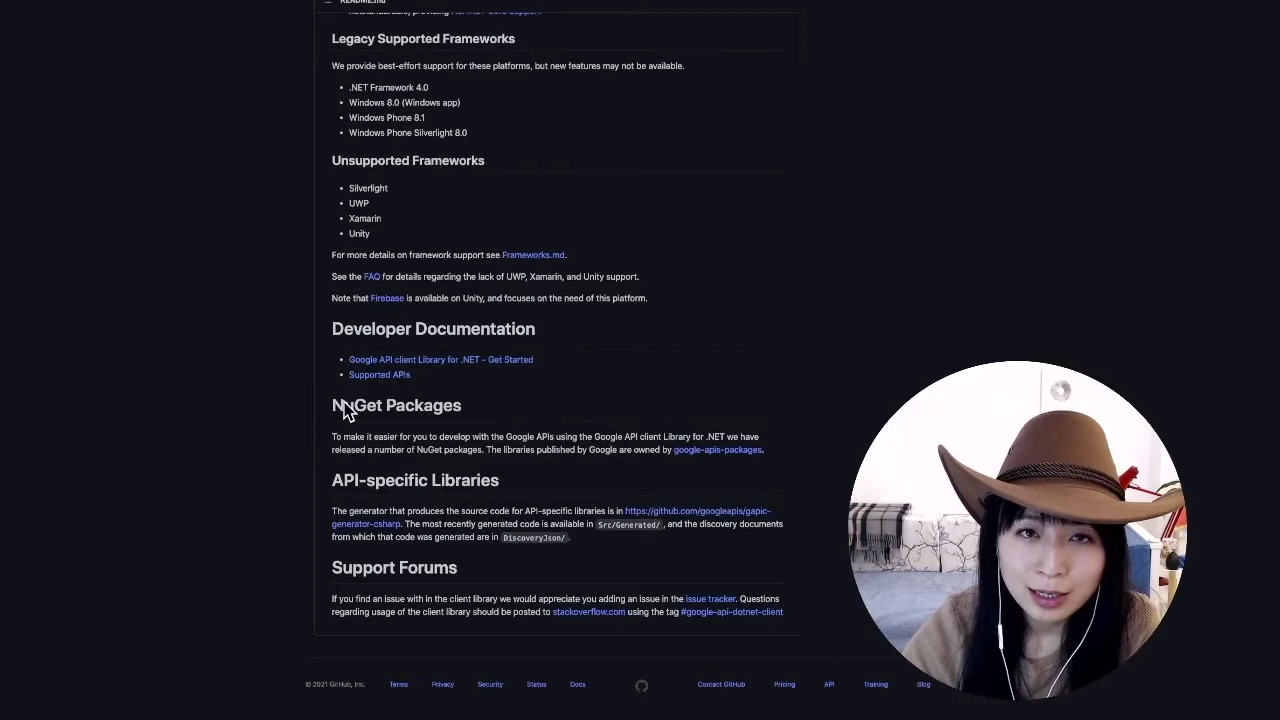 README.md
Legacy Supported Frameworks
We provide best-effort support for these platforms, but new features may not be available.
• .NET Framework 4.0
• Windows 8.0 (Windows app)
• Windows Phone 8.1
• Windows Phone Silverlight 8.0
Unsupported Frameworks
• Silverlight
• UWP
• Xamarin
• Unity
For more details on framework support see Frameworks.md.
See the FAQ for details regarding the lack of UWP, Xamarin, and Unity support.
Note that Firebase is available on Unity, and focuses on the need of this platform.
Developer Documentation
• Google API client Library for .NET - Get Started
• Supported APIs
NuGet Packages
To make it easier for you to develop with the Google APIs using the Google API client Library for .NET we have
released a number of NuGet packages. The libraries published by Google are owned by google-apis-packages.
API-specific Libraries
The generator that produces the source code for API-specific libraries is in https://github.com/googleapis/gapic-
generator-csharp. The most recently generated code is available in Src/Generated/, and the discovery documents
from which that code was generated are in DiscoveryJson/.
Support Forums
If you find an issue with in the client library we would appreciate you adding an issue in the issue tracker. Questions
regarding usage of the client library should be posted to stackoverflow.com using the tag #google-api-dotnet-client
© 2021 GitHub, Inc. Terms Privacy Security Status Docs Contact GitHub Pricing API Training Blog